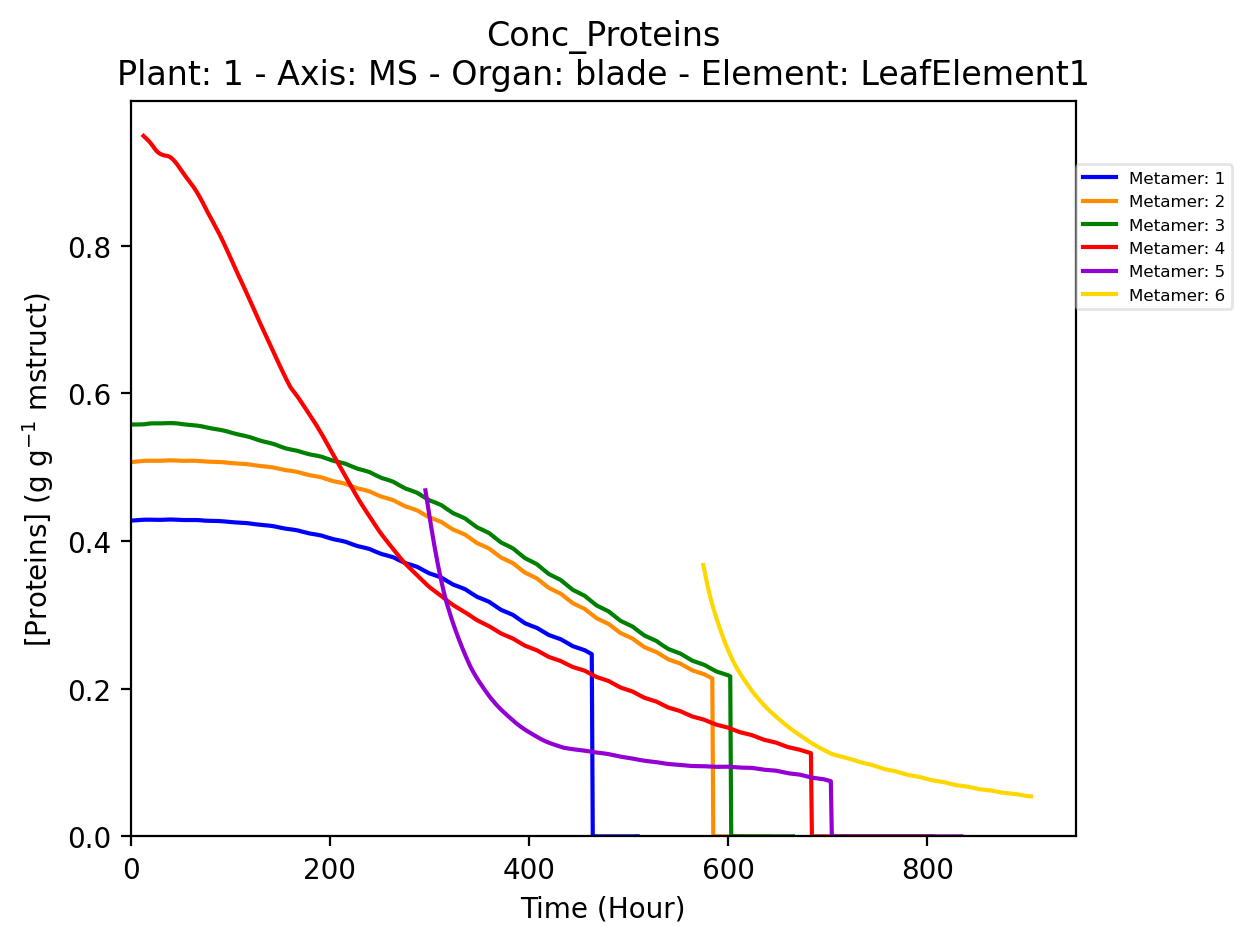 Conc_Proteins
Plant: 1 - Axis: MS - Organ: blade - Element: LeafElement1
[Proteins] (g g⁻¹ mstruct)
0.8
0.6
0.4
0.2
0.0
0 200 400 600 800
Time (Hour)
Metamer: 1
Metamer: 2
Metamer: 3
Metamer: 4
Metamer: 5
Metamer: 6